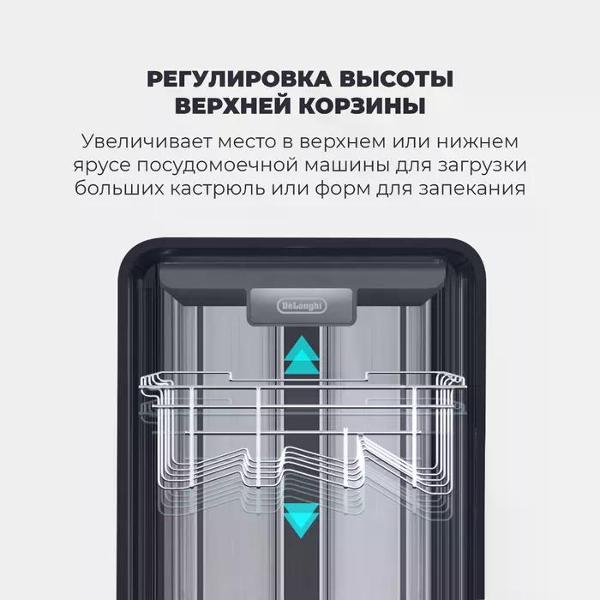 РЕГУЛИРОВКА ВЫСОТЫ
ВЕРХНЕЙ КОРЗИНЫ
Увеличивает место в верхнем или нижнем
ярусе посудомоечной машины для загрузки
больших кастрюль или форм для запекания
DeLonghi